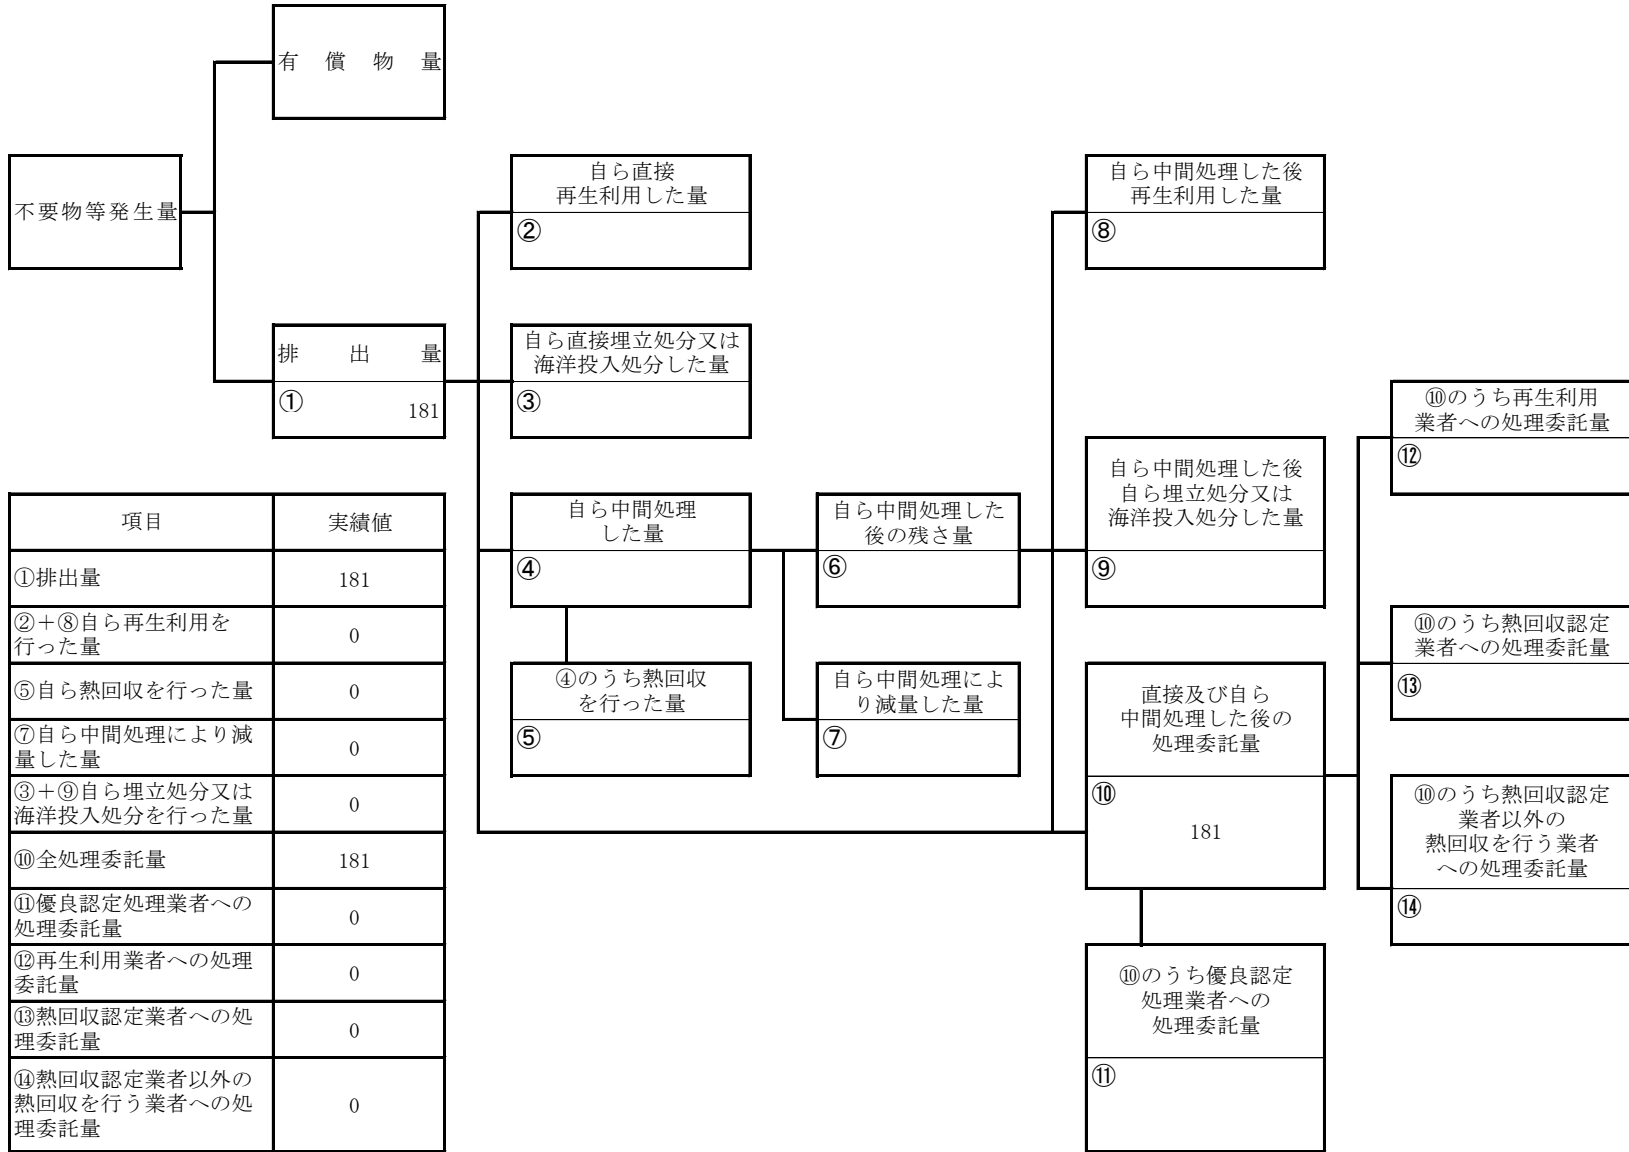 有償物量
不要物等発生量
排出量
①
181
自ら直接
再生利用した量
②
自ら直接埋立処分又は
海洋投入処分した量
③
自ら中間処理
した量
④
④のうち熱回収
を行った量
⑤
自ら中間処理した
後の残さ量
⑥
自ら中間処理によ
り減量した量
⑦
自ら中間処理した後
再生利用した量
⑧
自ら中間処理した後
自ら埋立処分又は
海洋投入処分した量
⑨
直接及び自ら
中間処理した後の
処理委託量
⑩
181
⑩のうち優良認定
処理業者への
処理委託量
⑪
⑩のうち再生利用
業者への処理委託量
⑫
⑩のうち熱回収認定
業者への処理委託量
⑬
⑩のうち熱回収認定
業者以外の
熱回収を行う業者
への処理委託量
⑭
項目 実績値
①排出量 181
②＋⑧自ら再生利用を
行った量 0
⑤自ら熱回収を行った量 0
⑦自ら中間処理により減
量した量 0
③＋⑨自ら埋立処分又は
海洋投入処分を行った量 0
⑩全処理委託量 181
⑪優良認定処理業者への
処理委託量 0
⑫再生利用業者への処理
委託量 0
⑬熱回収認定業者への処
理委託量 0
⑭熱回収認定業者以外の
熱回収を行う業者への処
理委託量 0